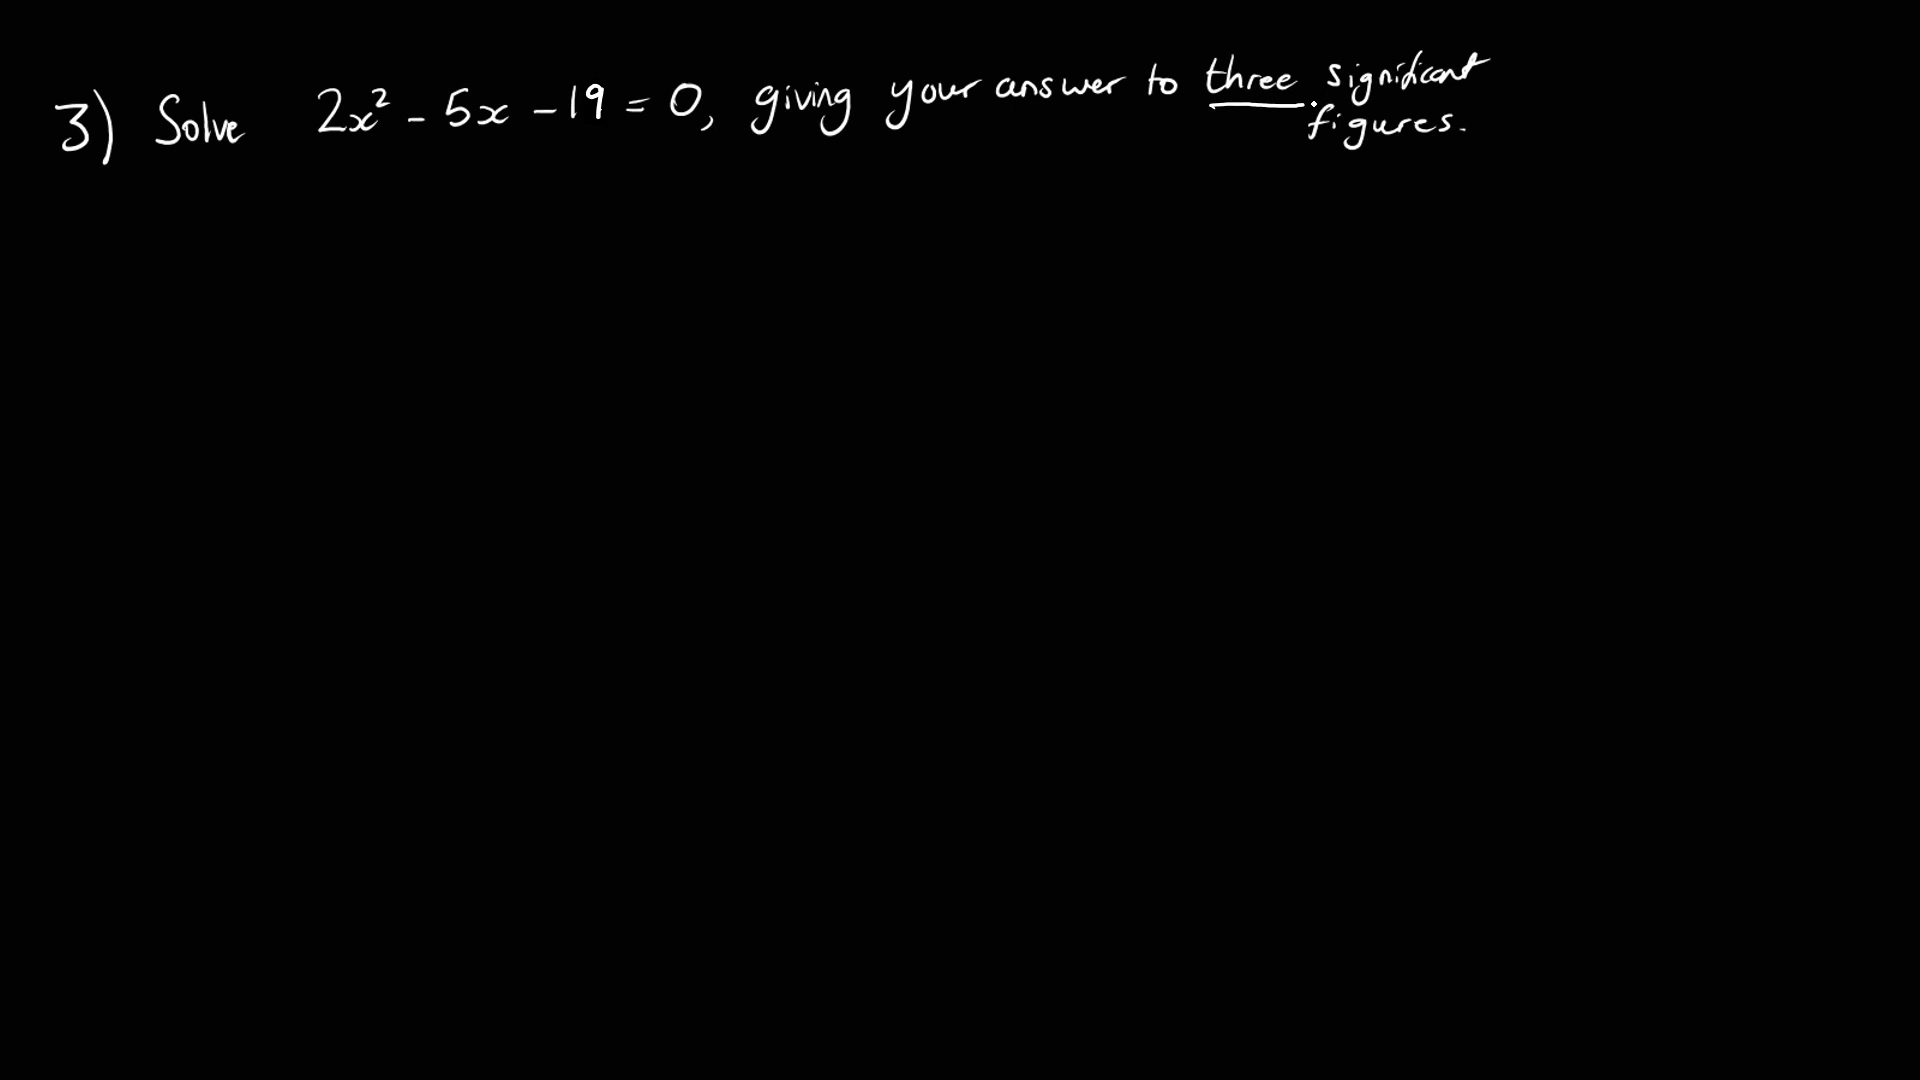 3) Solve 2x² - 5x - 19 = 0, giving your answer to three significant
figures.